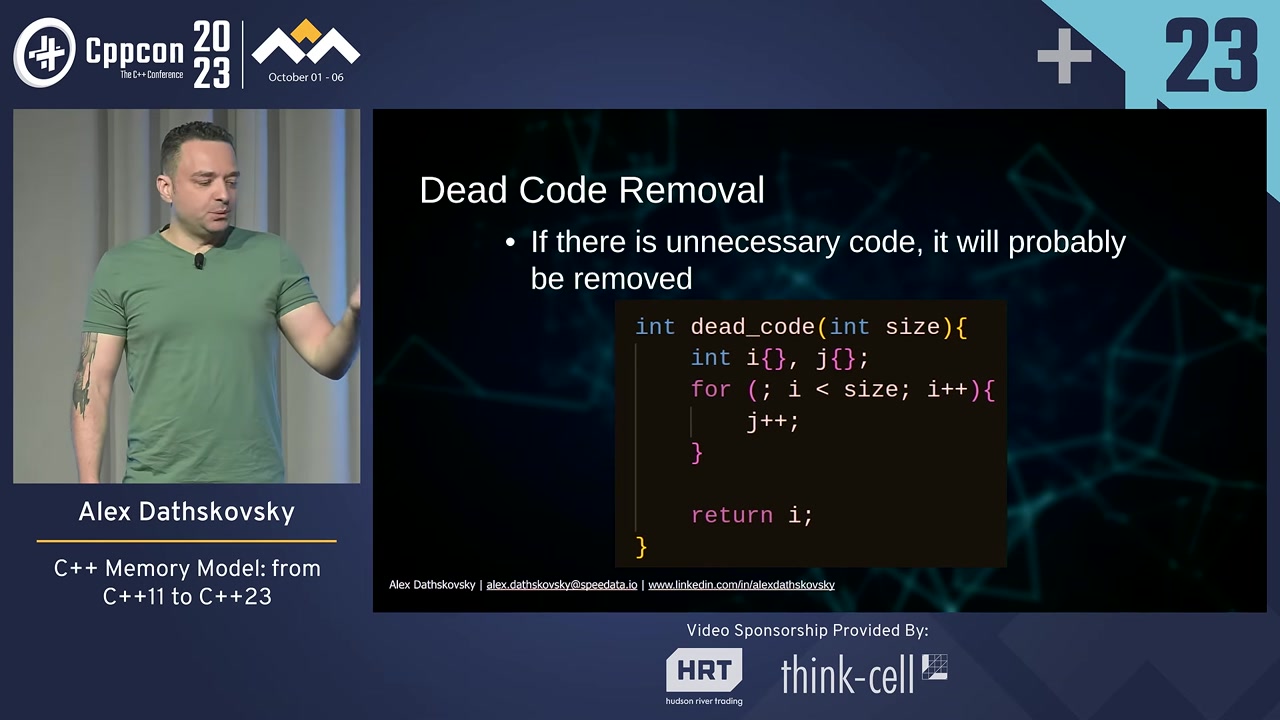 Cppcon
The C++ Conference
20
23
October 01 - 06
23
Dead Code Removal
• If there is unnecessary code, it will probably
be removed
int dead_code(int size){
int i{}, j{};
for (; i < size; i++){
j++;
}
return i;
}
Alex Dathskovsky | alex.dathskovsky@speedata.io | www.linkedin.com/in/alexdathskovsky
Alex Dathskovsky
C++ Memory Model: from
C++11 to C++23
Video Sponsorship Provided By:
HRT
hudson river trading
think-cell